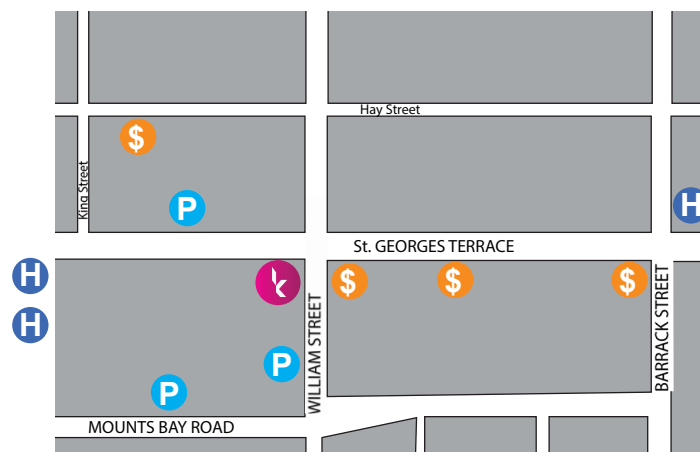 Hay Street
$
King Street
P
H
St. GEORGES TERRACE
H
k
$
$
$
H
WILLIAM STREET
BARRACK STREET
P
P
MOUNTS BAY ROAD